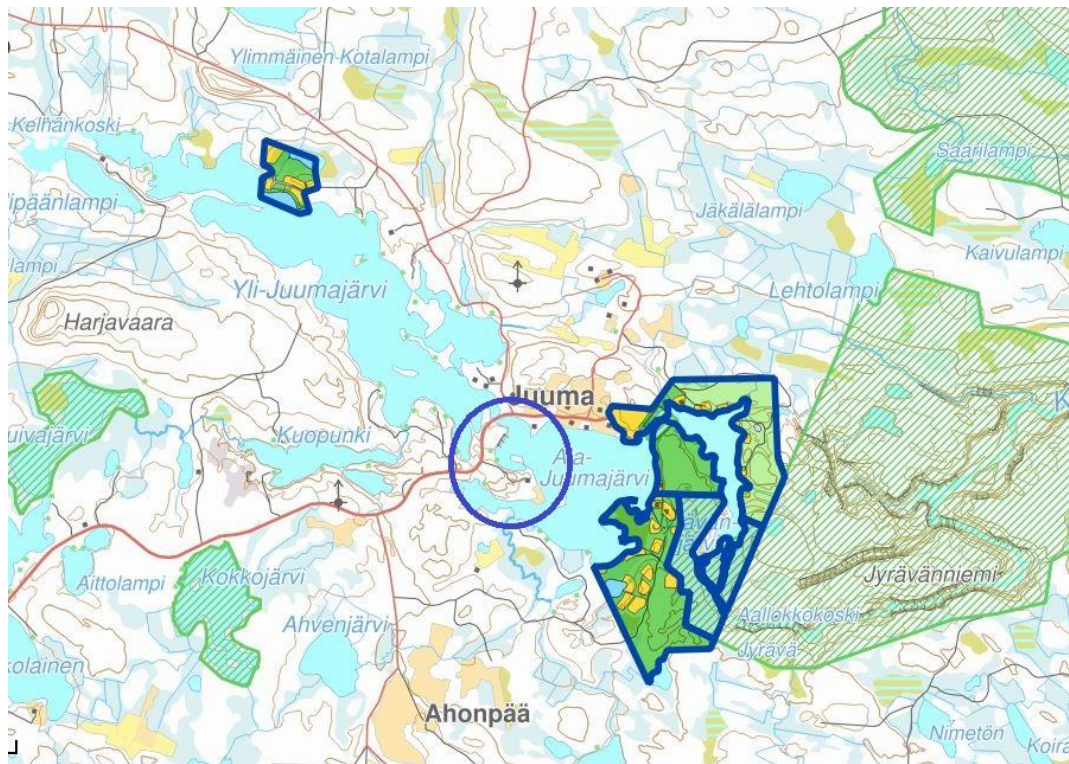 Ylimmäinen Kotalampi
Kelhänkoski
Saarilampi
ipäänlampi
Jäkälälampi
Kaivulampi
lampi
Yli-Juumajärvi
Lehtolampi
Harjavaara
Juuma
K
uivajärvi
Kuopunki
Ala-
Juumajärvi
Jyrävänniemi
Aittolampi
Kokkojärvi
Aallokkokoski
Ahvenjärvi
Jyrävä
kolainen
Ahonpää
Nimetön
Koira